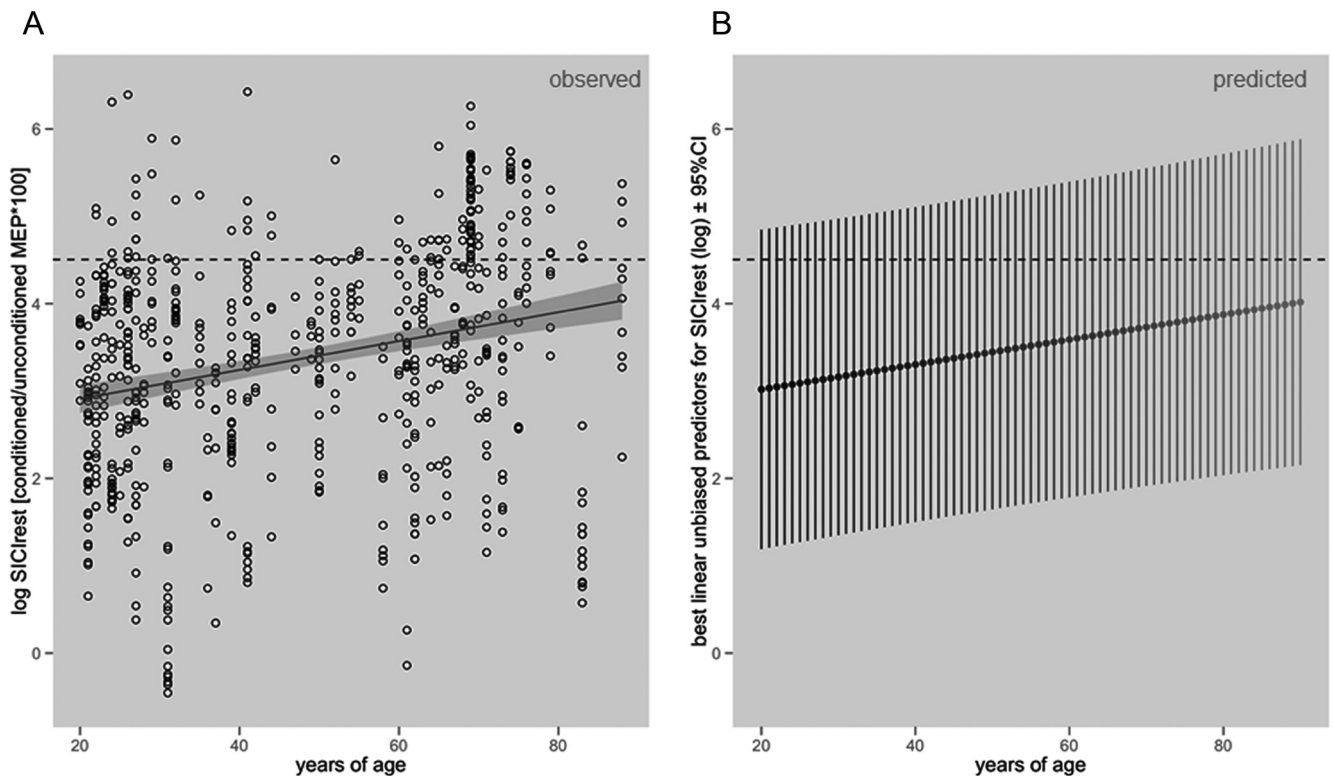 A
observed
log SICIrest [conditioned/unconditioned MEP*100]
6
4
2
0
20 40 60 80
years of age
B
predicted
best linear unbiased predictors for SICIrest (log) ± 95%CI
6
4
2
0
20 40 60 80
years of age